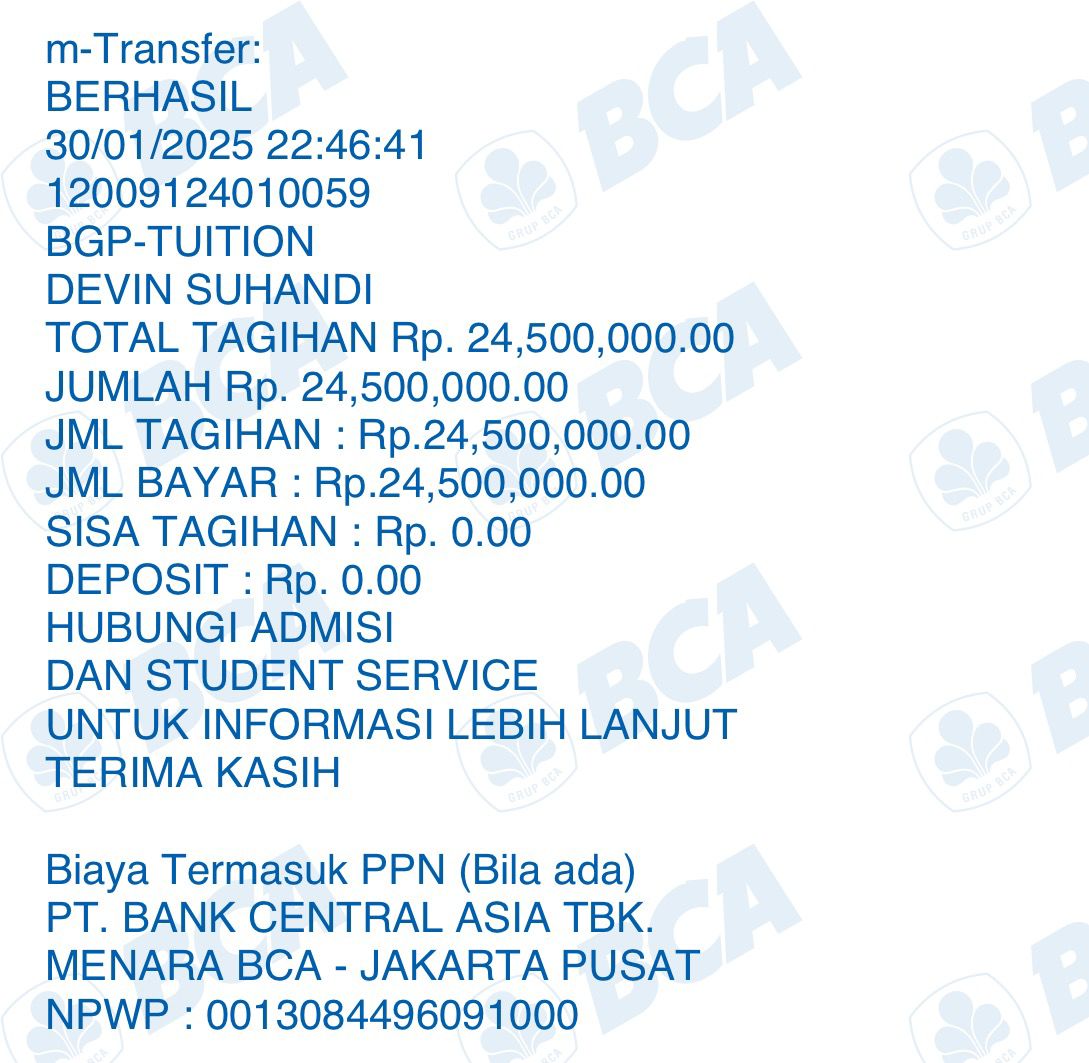 m-Transfer:
BERHASIL
30/01/2025 22:46:41
12009124010059
BGP-TUITION
DEVIN SUHANDI
TOTAL TAGIHAN Rp. 24,500,000.00
JUMLAH Rp. 24,500,000.00
JML TAGIHAN : Rp.24,500,000.00
JML BAYAR : Rp.24,500,000.00
SISA TAGIHAN : Rp. 0.00
DEPOSIT : Rp. 0.00
HUBUNGI ADMISI
DAN STUDENT SERVICE
UNTUK INFORMASI LEBIH LANJUT
TERIMA KASIH

Biaya Termasuk PPN (Bila ada)
PT. BANK CENTRAL ASIA TBK.
MENARA BCA - JAKARTA PUSAT
NPWP : 0013084496091000
BCA
GRUP BCA